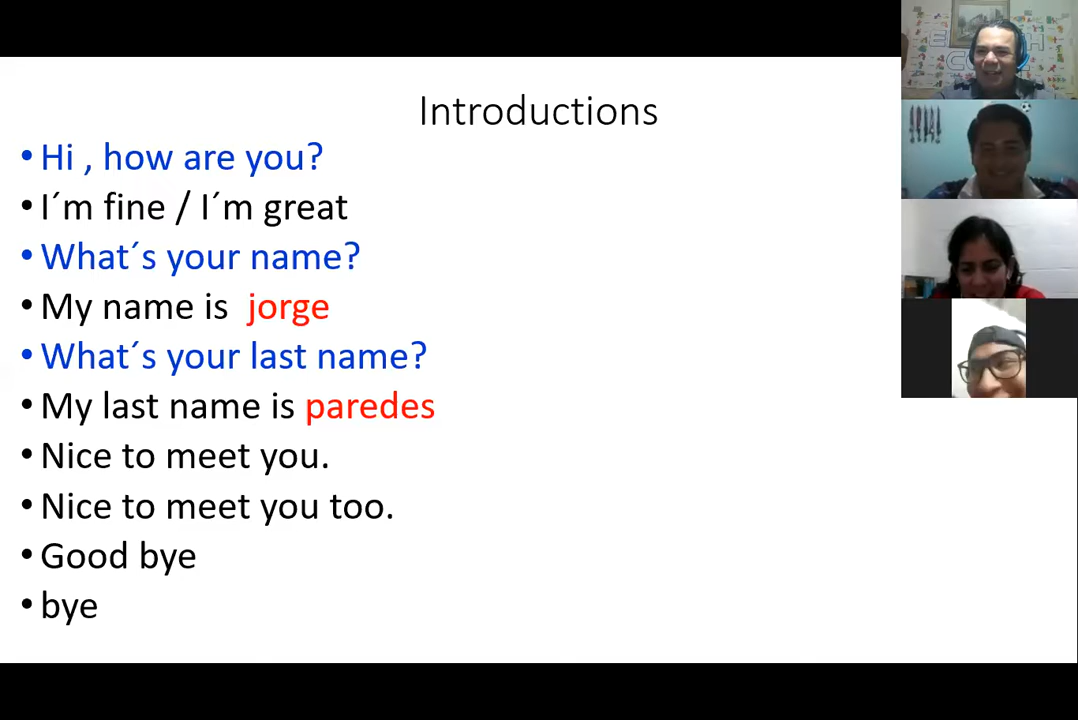 Introductions
•Hi , how are you?
•I´m fine / I´m great
•What´s your name?
•My name is  jorge
•What´s your last name?
•My last name is paredes
•Nice to meet you.
•Nice to meet you too.
•Good bye
•bye